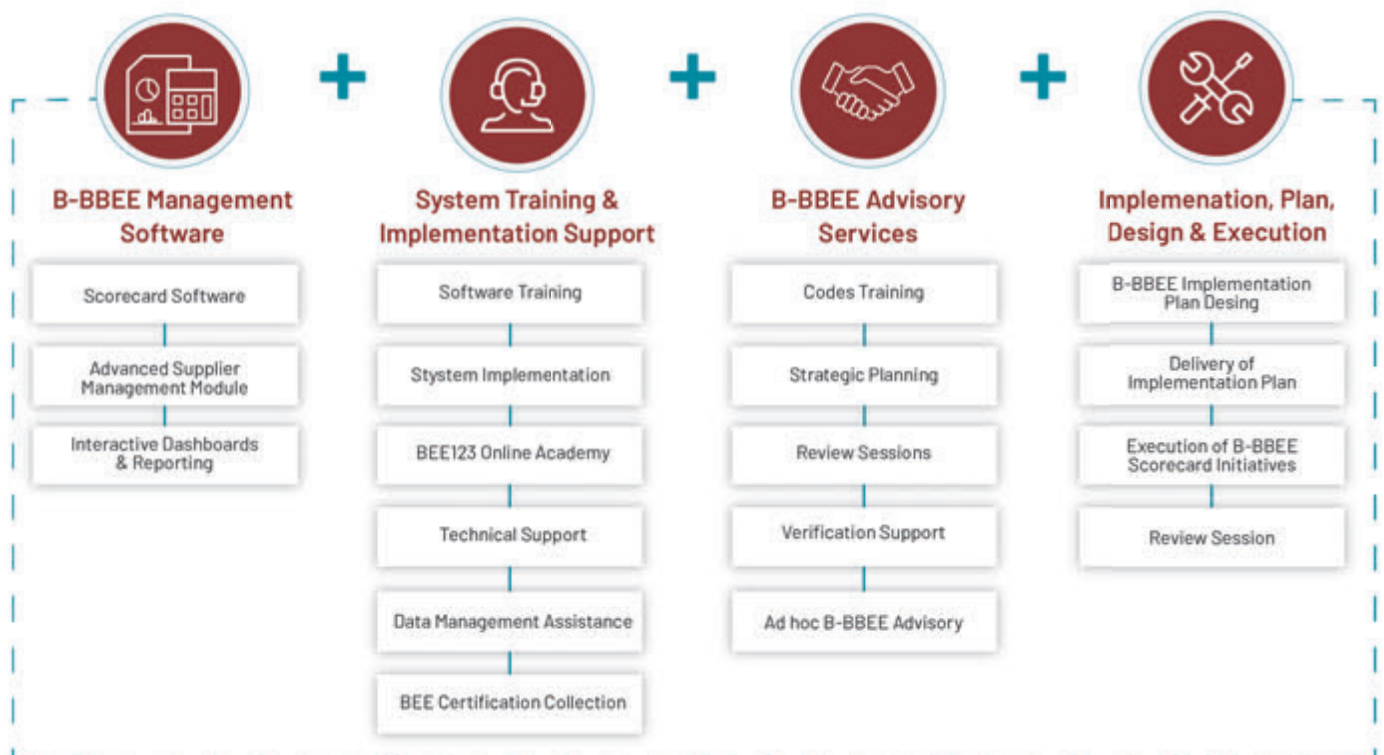 B-BBEE Management
Software
Scorecard Software
Advanced Supplier
Management Module
Interactive Dashboards
& Reporting
System Training &
Implementation Support
Software Training
Stystem Implementation
BEE123 Online Academy
Technical Support
Data Management Assistance
BEE Certification Collection
B-BBEE Advisory
Services
Codes Training
Strategic Planning
Review Sessions
Verification Support
Ad hoc B-BBEE Advisory
Implemenation, Plan,
Design & Execution
B-BBEE Implementation
Plan Desing
Delivery of
Implementation Plan
Execution of B-BBEE
Scorecard Initiatives
Review Session